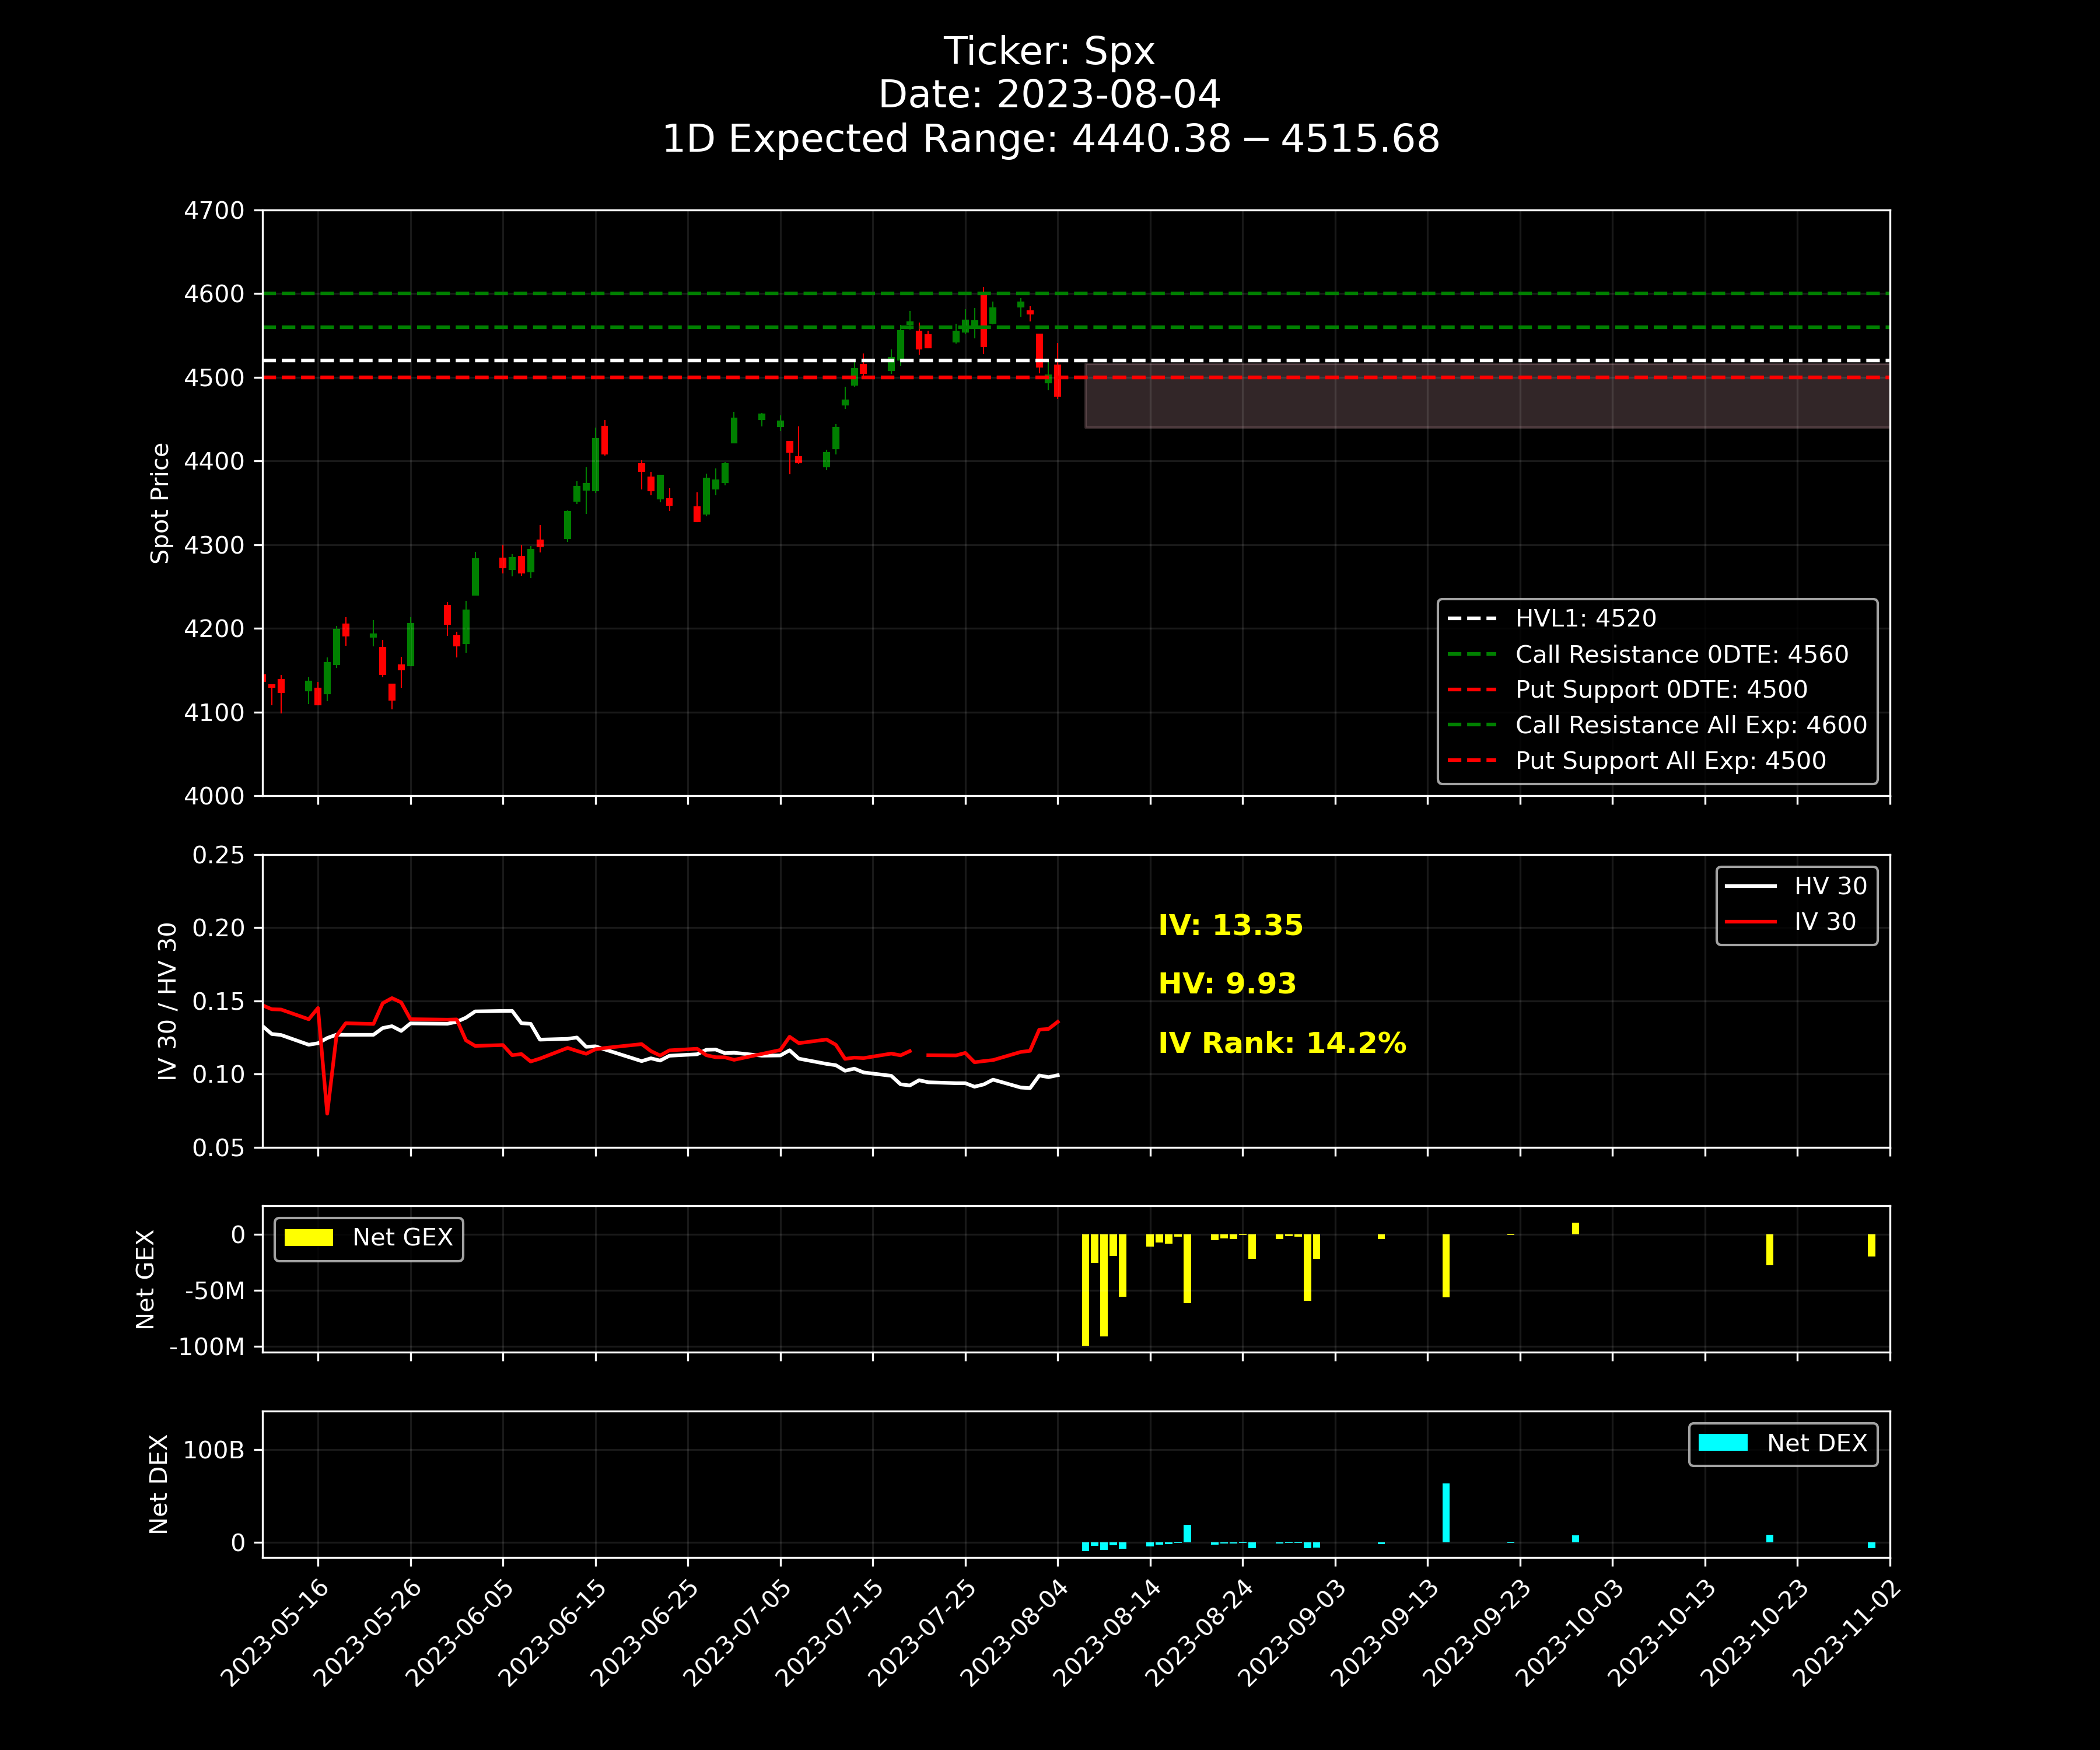 Ticker: Spx
Date: 2023-08-04
1D Expected Range: 4440.38 − 4515.68
Spot Price
4700
4600
4500
4400
4300
4200
4100
4000
HVL1: 4520
Call Resistance 0DTE: 4560
Put Support 0DTE: 4500
Call Resistance All Exp: 4600
Put Support All Exp: 4500
IV 30 / HV 30
0.25
0.20
0.15
0.10
0.05
IV: 13.35
HV: 9.93
IV Rank: 14.2%
HV 30
IV 30
Net GEX
0
-50M
-100M
Net GEX
Net DEX
100B
0
Net DEX
2023-05-16
2023-05-26
2023-06-05
2023-06-15
2023-06-25
2023-07-05
2023-07-15
2023-07-25
2023-08-04
2023-08-14
2023-08-24
2023-09-03
2023-09-13
2023-09-23
2023-10-03
2023-10-13
2023-10-23
2023-11-02